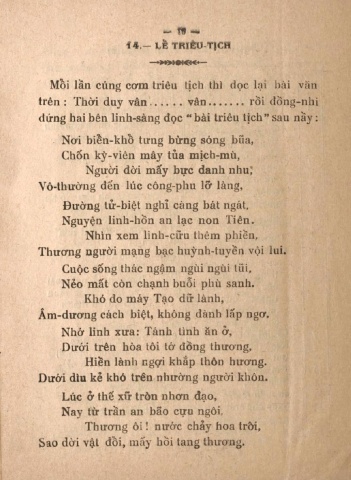 — 19 —
14.— LỄ TRIÊU-TỊCH
Mỗi lần cúng cơm triêu tịch thì đọc lại bài văn
trên : Thời duy văn...... văn....... rồi đồng-nhi
đứng hai bên linh-sàng đọc "bài triêu tịch" sau nầy :
Nơi biển-khổ tưng bừng sóng bủa,
Chốn kỳ-viên mây tủa mịch-mù,
Người đời mấy bực danh nhu;
Vô-thường đến lúc công-phu lỡ làng,
Đường tử-biệt nghĩ càng bát ngát,
Nguyện linh-hồn an lạc non Tiên.
Nhìn xem linh-cữu thêm phiền,
Thương người mạng bạc huỳnh-tuyền vội lui.
Cuộc sống thác ngậm ngùi ngùi tủi,
Nẻo mất còn chạnh buổi phù sanh.
Khó do máy Tạo dữ lành,
Âm-dương cách biệt, không đành lấp ngơ.
Nhớ linh xưa: Tánh tình ăn ở,
Dưới trên hòa tôi tớ đồng thương,
Hiền lành ngợi khắp thôn hương.
Dưới dìu kẻ khó trên nhường người khôn.
Lúc ở thế xử tròn nhơn đạo,
Nay từ trần an bão cựu ngôi.
Thương ôi ! nước chảy hoa trôi,
Sao dời vật đổi, mấy hồi tang thương.